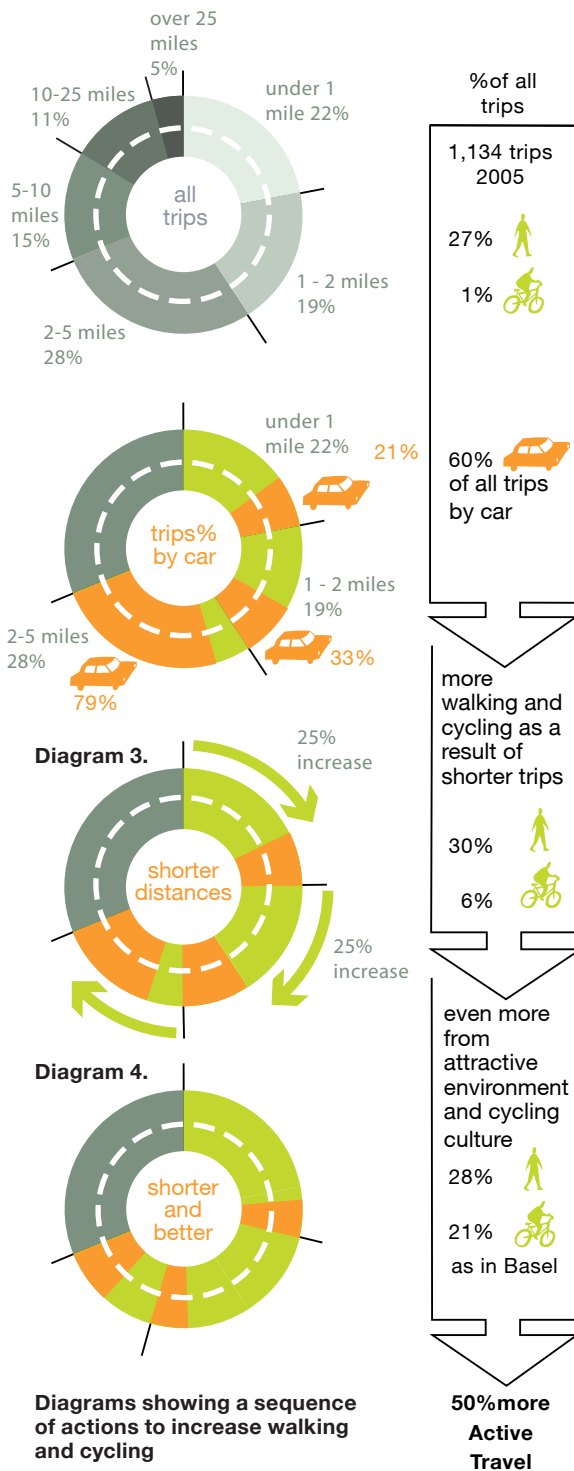 over 25
miles
5%
under 1
mile 22%
10-25 miles
11%
5-10
miles
15%
all
trips
1 - 2 miles
19%
2-5 miles
28%
%of all
trips
1,134 trips
2005
27%
1%
under 1
mile 22%
21%
trips%
by car
1 - 2 miles
19%
33%
2-5 miles
28%
79%
60%
of all trips
by car
more
walking and
cycling as a
result of
shorter trips
30%
6%
Diagram 3.
25%
increase
shorter
distances
25%
increase
Diagram 4.
shorter
and
better
even more
from
attractive
environment
and cycling
culture
28%
21%
as in Basel
Diagrams showing a sequence
of actions to increase walking
and cycling
50%more
Active
Travel